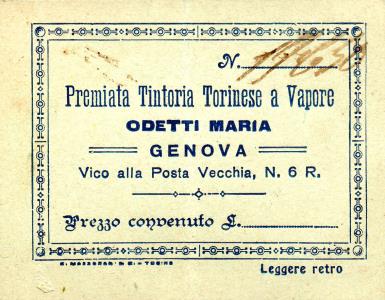 N.
Premiata Tintoria Torinese a Vapore
ODETTI MARIA
GENOVA
Vico alla Posta Vecchia, N. 6 R.
Prezzo convenuto £.
Leggere retro